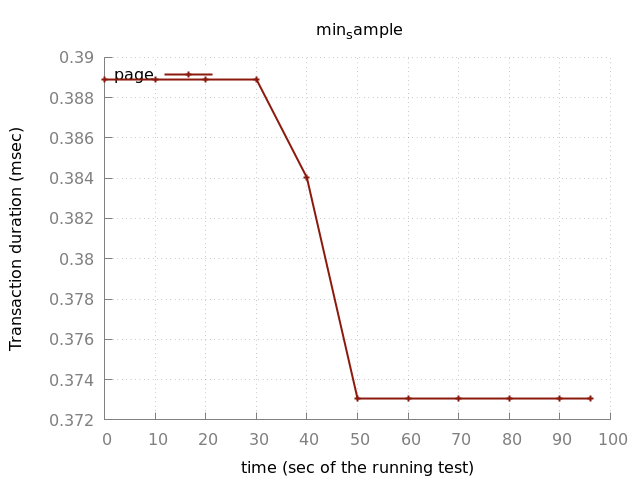 minsample
0.39
page
0.388
0.386
0.384
0.382
0.38
0.378
0.376
0.374
0.372
Transaction duration (msec)
0 10 20 30 40 50 60 70 80 90 100
time (sec of the running test)